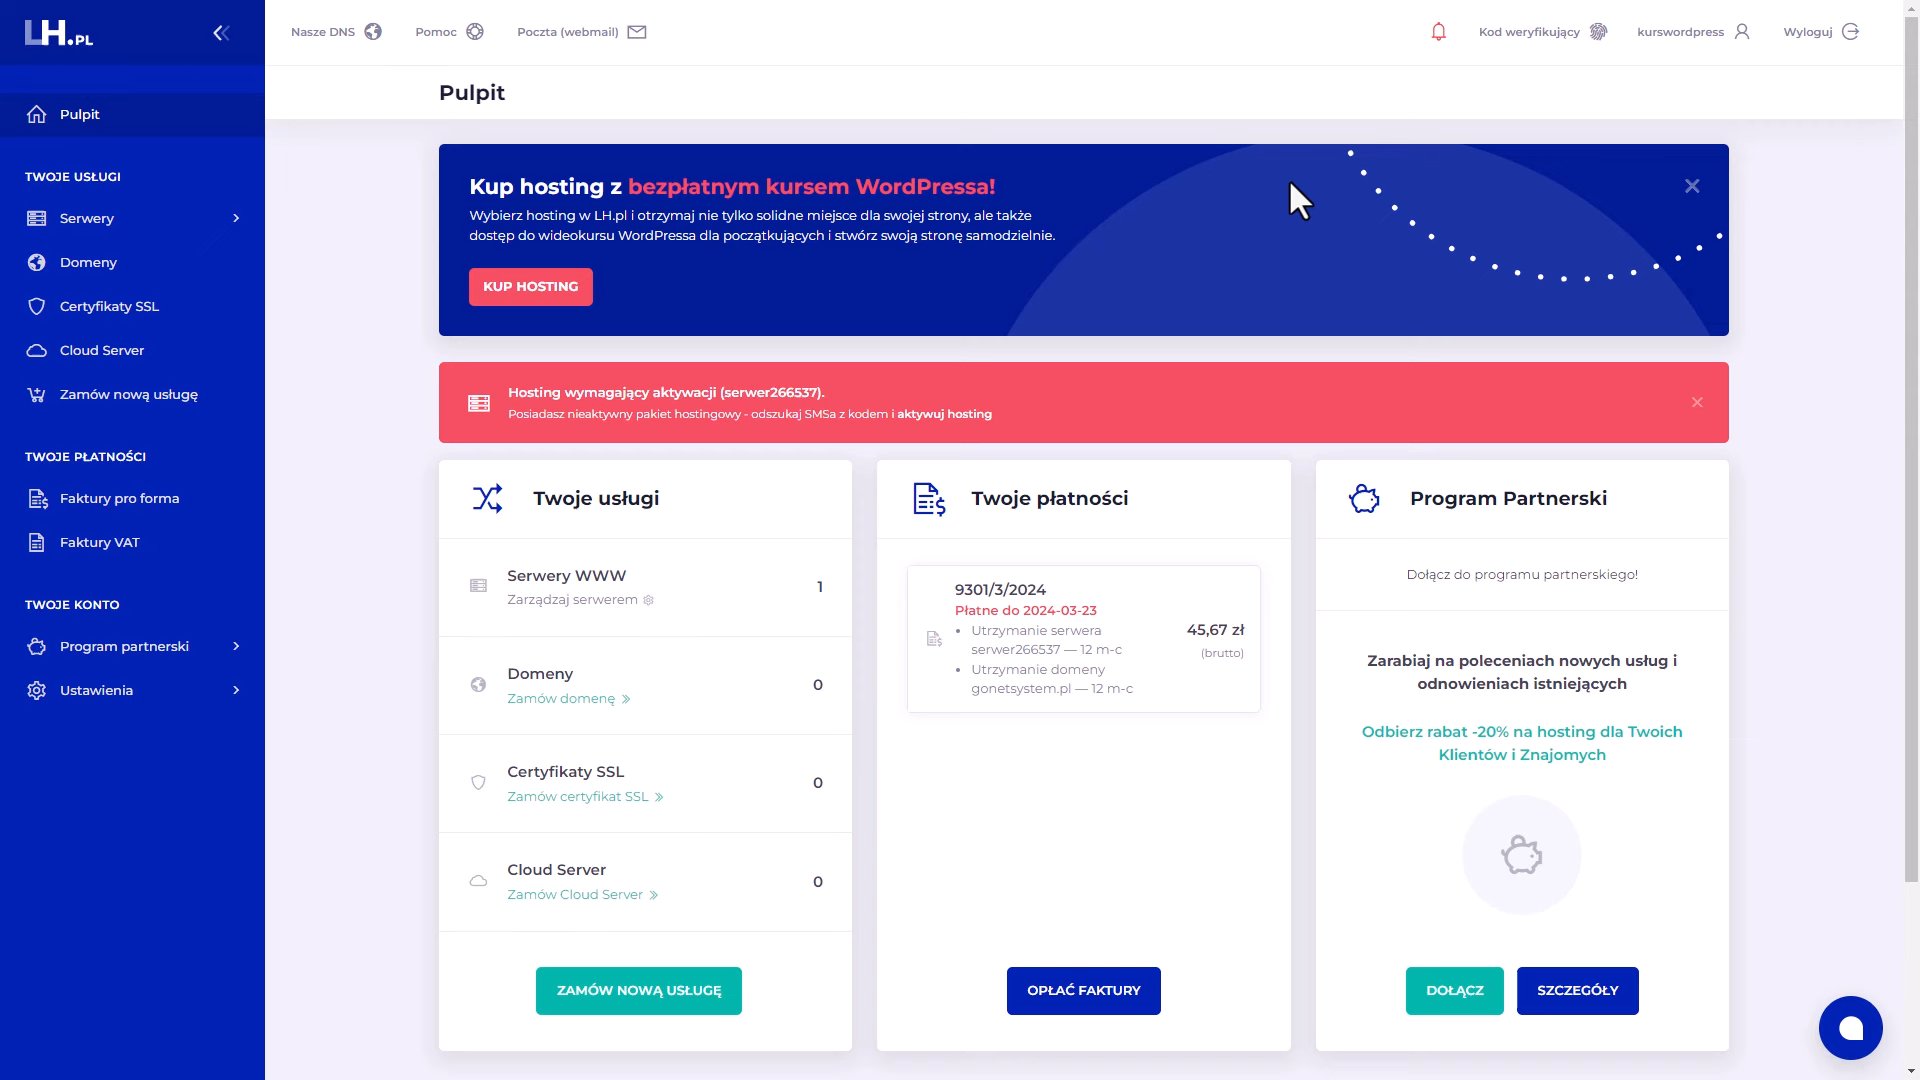 LH.PL
Nasze DNS
Pomoc
Poczta (webmail)
Kod weryfikujący
kurswordpress
Wyloguj
Pulpit
TWOJE USŁUGI
Serwery
Domeny
Certyfikaty SSL
Cloud Server
Zamów nową usługę
TWOJE PŁATNOŚCI
Faktury pro forma
Faktury VAT
TWOJE KONTO
Program partnerski
Ustawienia
Pulpit
Kup hosting z bezpłatnym kursem WordPressa!
Wybierz hosting w LH.pl i otrzymaj nie tylko solidne miejsce dla swojej strony, ale także
dostęp do wideokursu WordPressa dla początkujących i stwórz swoją stronę samodzielnie.
KUP HOSTING
Hosting wymagający aktywacji (serwer266537).
Posiadasz nieaktywny pakiet hostingowy - odszukaj SMSa z kodem i aktywuj hosting
Twoje usługi
Serwery WWW
Zarządzaj serwerem
1
Domeny
Zamów domenę
0
Certyfikaty SSL
Zamów certyfikat SSL
0
Cloud Server
Zamów Cloud Server
0
ZAMÓW NOWĄ USŁUGĘ
Twoje płatności
9301/3/2024
Płatne do 2024-03-23
• Utrzymanie serwera
serwer266537 — 12 m-c
• Utrzymanie domeny
gonetsystem.pl — 12 m-c
45,67 zł
(brutto)
OPŁAĆ FAKTURY
Program Partnerski
Dołącz do programu partnerskiego!
Zarabiaj na poleceniach nowych usług i
odnowieniach istniejących
Odbierz rabat -20% na hosting dla Twoich
Klientów i Znajomych
DOŁĄCZ
SZCZEGÓŁY